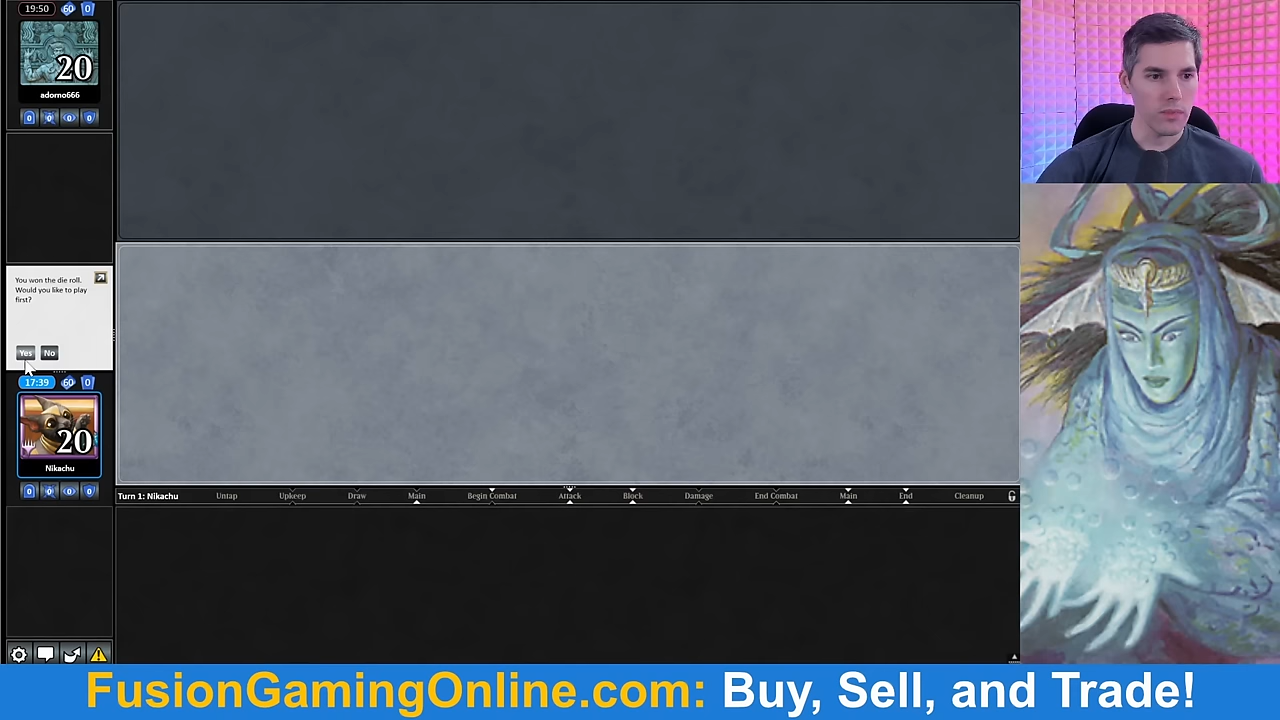 19:50 60 0
20
adorno666
0 0 0 0
You won the die roll.
Would you like to play
first?
Yes No
17:39 60 0
20
Nikachu
0 0 0 0
Turn 1: Nikachu Untap Upkeep Draw Main Begin Combat Attack Block Damage End Combat Main End Cleanup
FusionGamingOnline.com: Buy, Sell, and Trade!